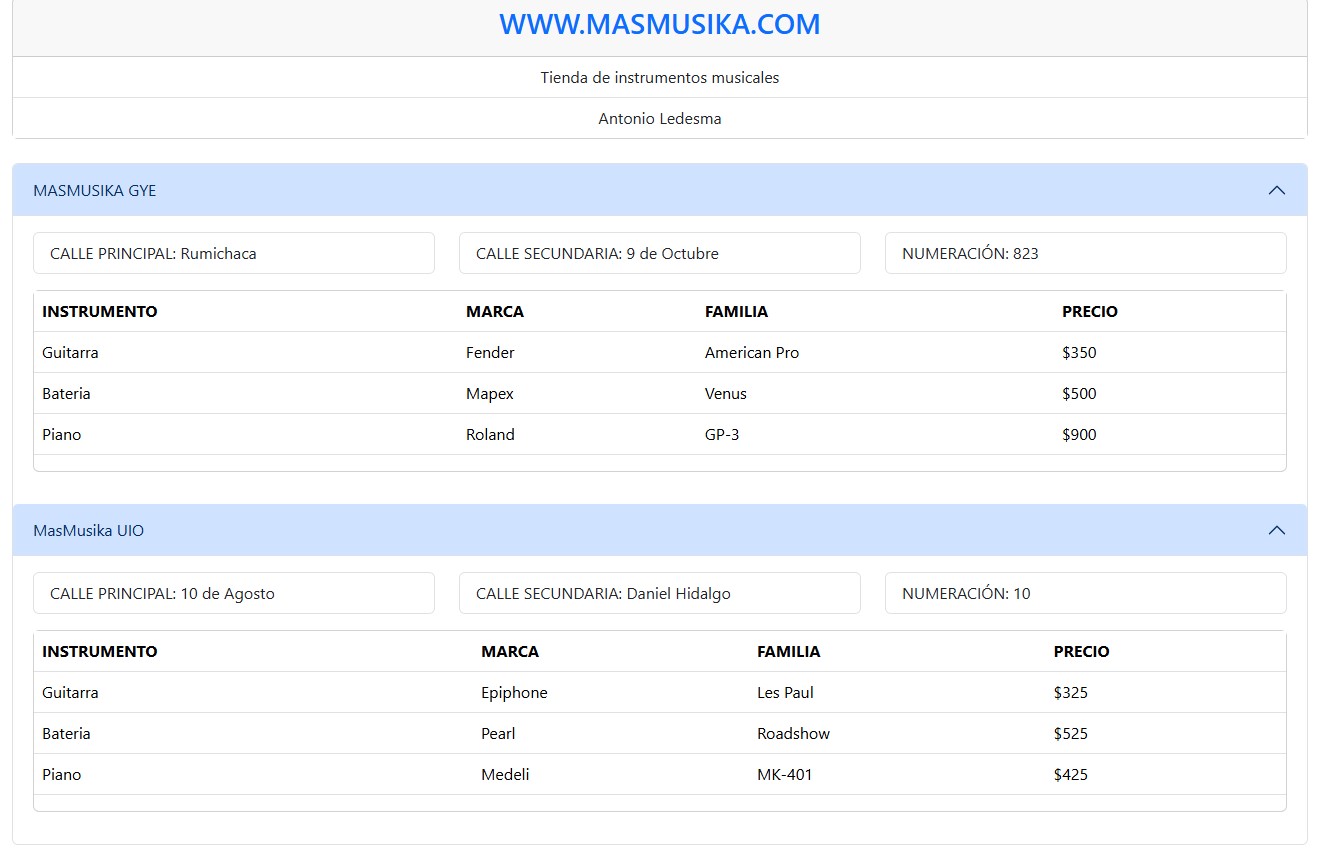 WWW.MASMUSIKA.COM
Tienda de instrumentos musicales
Antonio Ledesma
MASMUSIKA GYE
CALLE PRINCIPAL: Rumichaca CALLE SECUNDARIA: 9 de Octubre NUMERACIÓN: 823
INSTRUMENTO MARCA FAMILIA PRECIO
Guitarra Fender American Pro $350
Bateria Mapex Venus $500
Piano Roland GP-3 $900
MasMusika UIO
CALLE PRINCIPAL: 10 de Agosto CALLE SECUNDARIA: Daniel Hidalgo NUMERACIÓN: 10
INSTRUMENTO MARCA FAMILIA PRECIO
Guitarra Epiphone Les Paul $325
Bateria Pearl Roadshow $525
Piano Medeli MK-401 $425